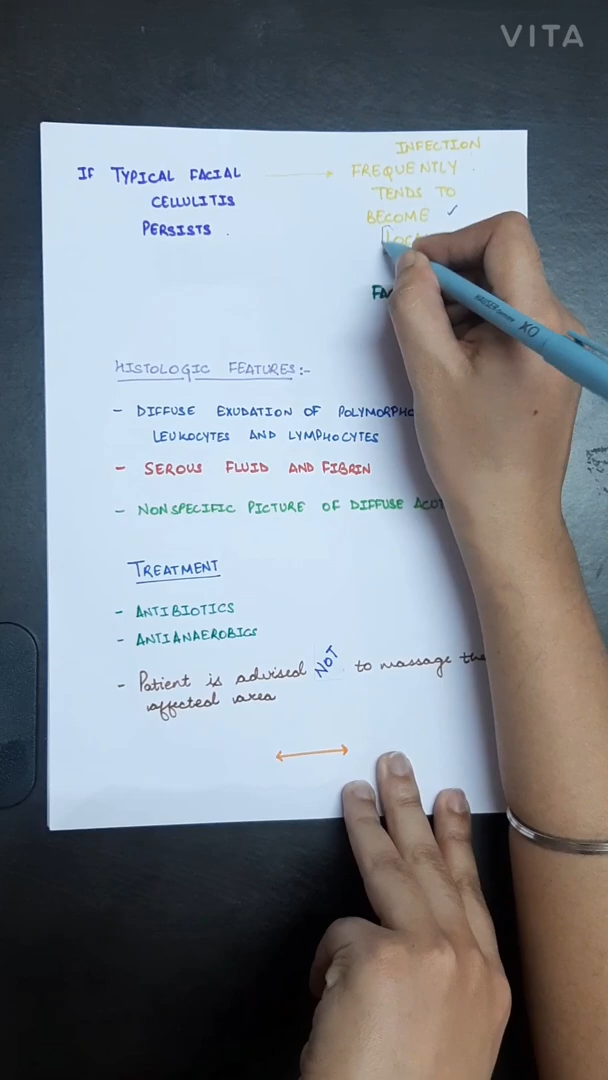 VITA
IF TYPICAL FACIAL
CELLULITIS
PERSISTS .
INFECTION
FREQUENTLY
TENDS TO
BECOME ✓
HISTOLOGIC FEATURES:-
- DIFFUSE EXUDATION OF
LEUKOCYTES AND LYMPHOCYTES
- SEROUS FLUID AND FIBRIN
- NONSPECIFIC PICTURE OF DIFFUSE
TREATMENT
- ANTIBIOTICS
- ANTIANAEROBICS
- Patient is advised NOT to massage the
affected area
HAUSER XO